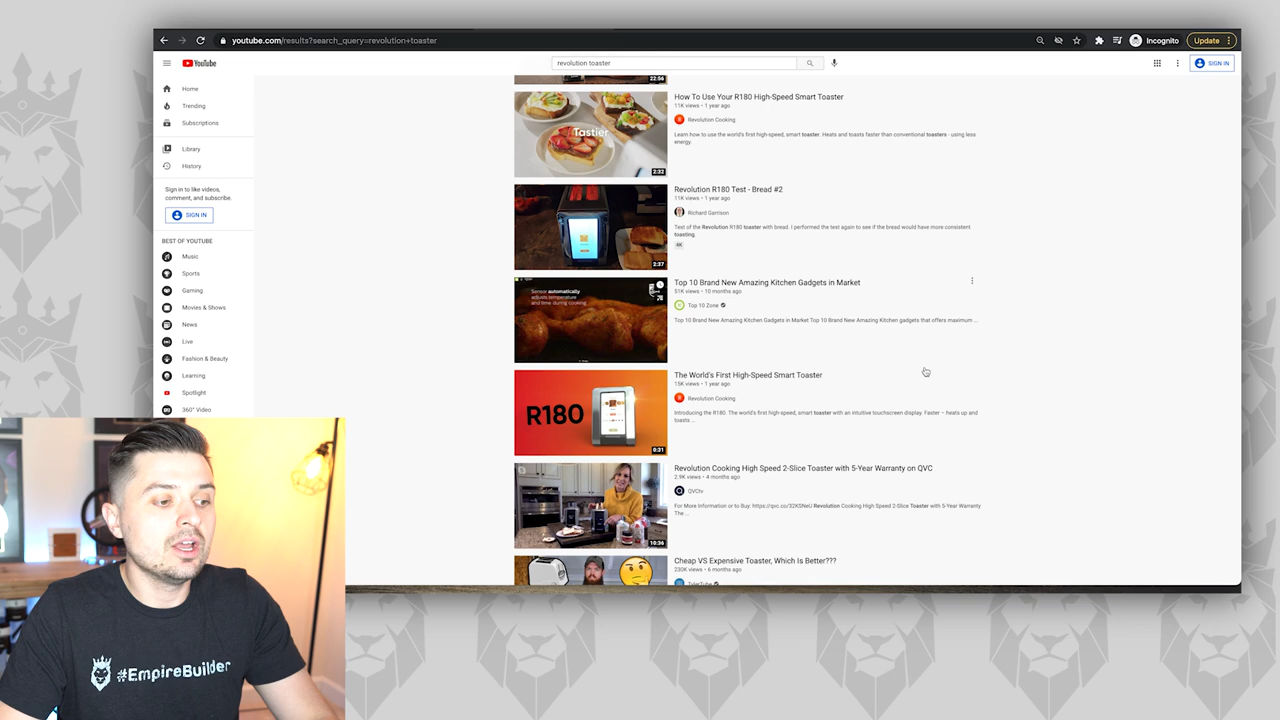 youtube.com/results?search_query=revolution+toaster
Incognito
Update
YouTube
revolution toaster
SIGN IN
Home
Trending
Subscriptions
Library
History
Sign in to like videos,
comment, and subscribe.
SIGN IN
BEST OF YOUTUBE
Music
Sports
Gaming
Movies & Shows
News
Live
Fashion & Beauty
Learning
Spotlight
360° Video
22:56
Tastier
2:32
How To Use Your R180 High-Speed Smart Toaster
11K views • 1 year ago
Revolution Cooking
Learn how to use the world's first high-speed, smart toaster. Heats and toasts faster than conventional toasters - using less
energy.
2:37
Revolution R180 Test - Bread #2
11K views • 1 year ago
Richard Garrison
Test of the Revolution R180 toaster with bread. I performed the test again to see if the bread would have more consistent
toasting.
4K
Sensor automatically
adjusts temperature
and time during cooking
Top 10 Brand New Amazing Kitchen Gadgets in Market
51K views • 10 months ago
Top 10 Zone
Top 10 Brand New Amazing Kitchen Gadgets in Market Top 10 Brand New Amazing Kitchen gadgets that offers maximum ...
R180
0:31
The World's First High-Speed Smart Toaster
15K views • 1 year ago
Revolution Cooking
Introducing the R180. The world's first high-speed, smart toaster with an intuitive touchscreen display. Faster – heats up and
toasts ...
10:36
Revolution Cooking High Speed 2-Slice Toaster with 5-Year Warranty on QVC
2.9K views • 4 months ago
QVCtv
For More Information or to Buy: https://qvc.co/32KSNwU Revolution Cooking High Speed 2-Slice Toaster with 5-Year Warranty
The ...
Cheap VS Expensive Toaster, Which Is Better???
230K views • 6 months ago
TylerTube
#EmpireBuilder